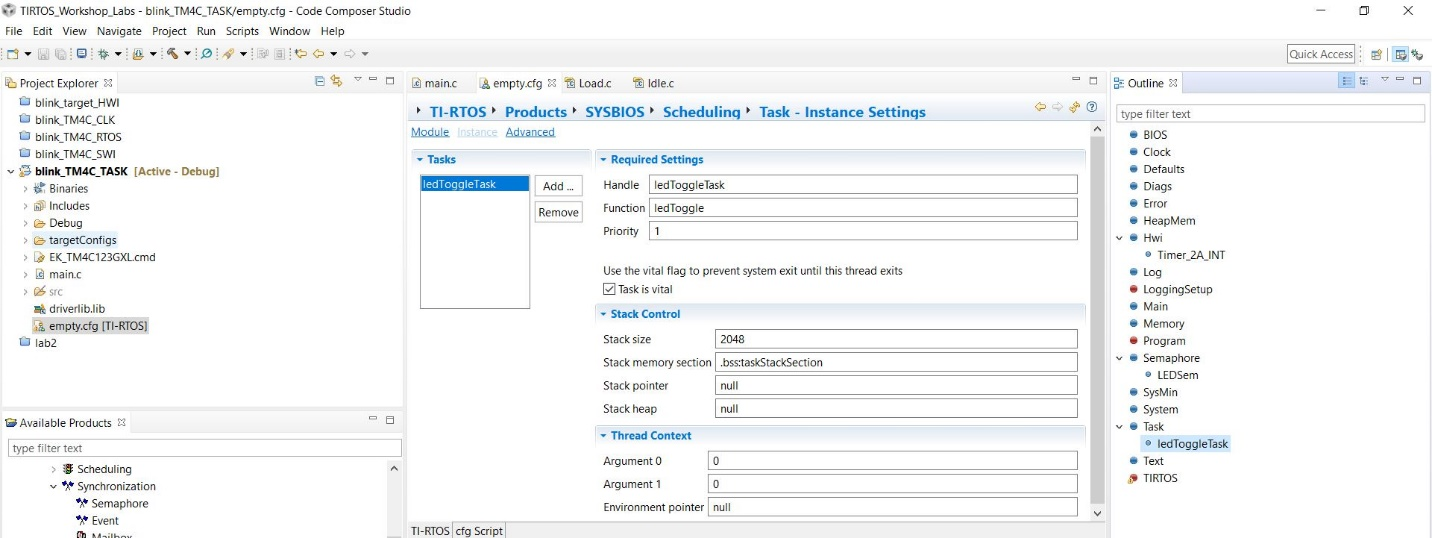 TIRTOS_Workshop_Labs - blink_TM4C_TASK/empty.cfg - Code Composer Studio
File Edit View Navigate Project Run Scripts Window Help
Quick Access
Project Explorer
blink_target_HWI
blink_TM4C_CLK
blink_TM4C_RTOS
blink_TM4C_SWI
blink_TM4C_TASK [Active - Debug]
Binaries
Includes
Debug
targetConfigs
EK_TM4C123GXL.cmd
main.c
src
driverlib.lib
empty.cfg [TI-RTOS]
lab2
Available Products
type filter text
Scheduling
Synchronization
Semaphore
Event
Mailbox
main.c empty.cfg Load.c Idle.c
TI-RTOS Products SYSBIOS Scheduling Task - Instance Settings
Module Instance Advanced
Tasks
ledToggleTask
Add ...
Remove
Required Settings
Handle ledToggleTask
Function ledToggle
Priority 1
Use the vital flag to prevent system exit until this thread exits
Task is vital
Stack Control
Stack size 2048
Stack memory section .bss:taskStackSection
Stack pointer null
Stack heap null
Thread Context
Argument 0 0
Argument 1 0
Environment pointer null
TI-RTOS cfg Script
Outline
type filter text
BIOS
Clock
Defaults
Diags
Error
HeapMem
Hwi
Timer_2A_INT
Log
LoggingSetup
Main
Memory
Program
Semaphore
LEDSem
SysMin
System
Task
ledToggleTask
Text
TIRTOS